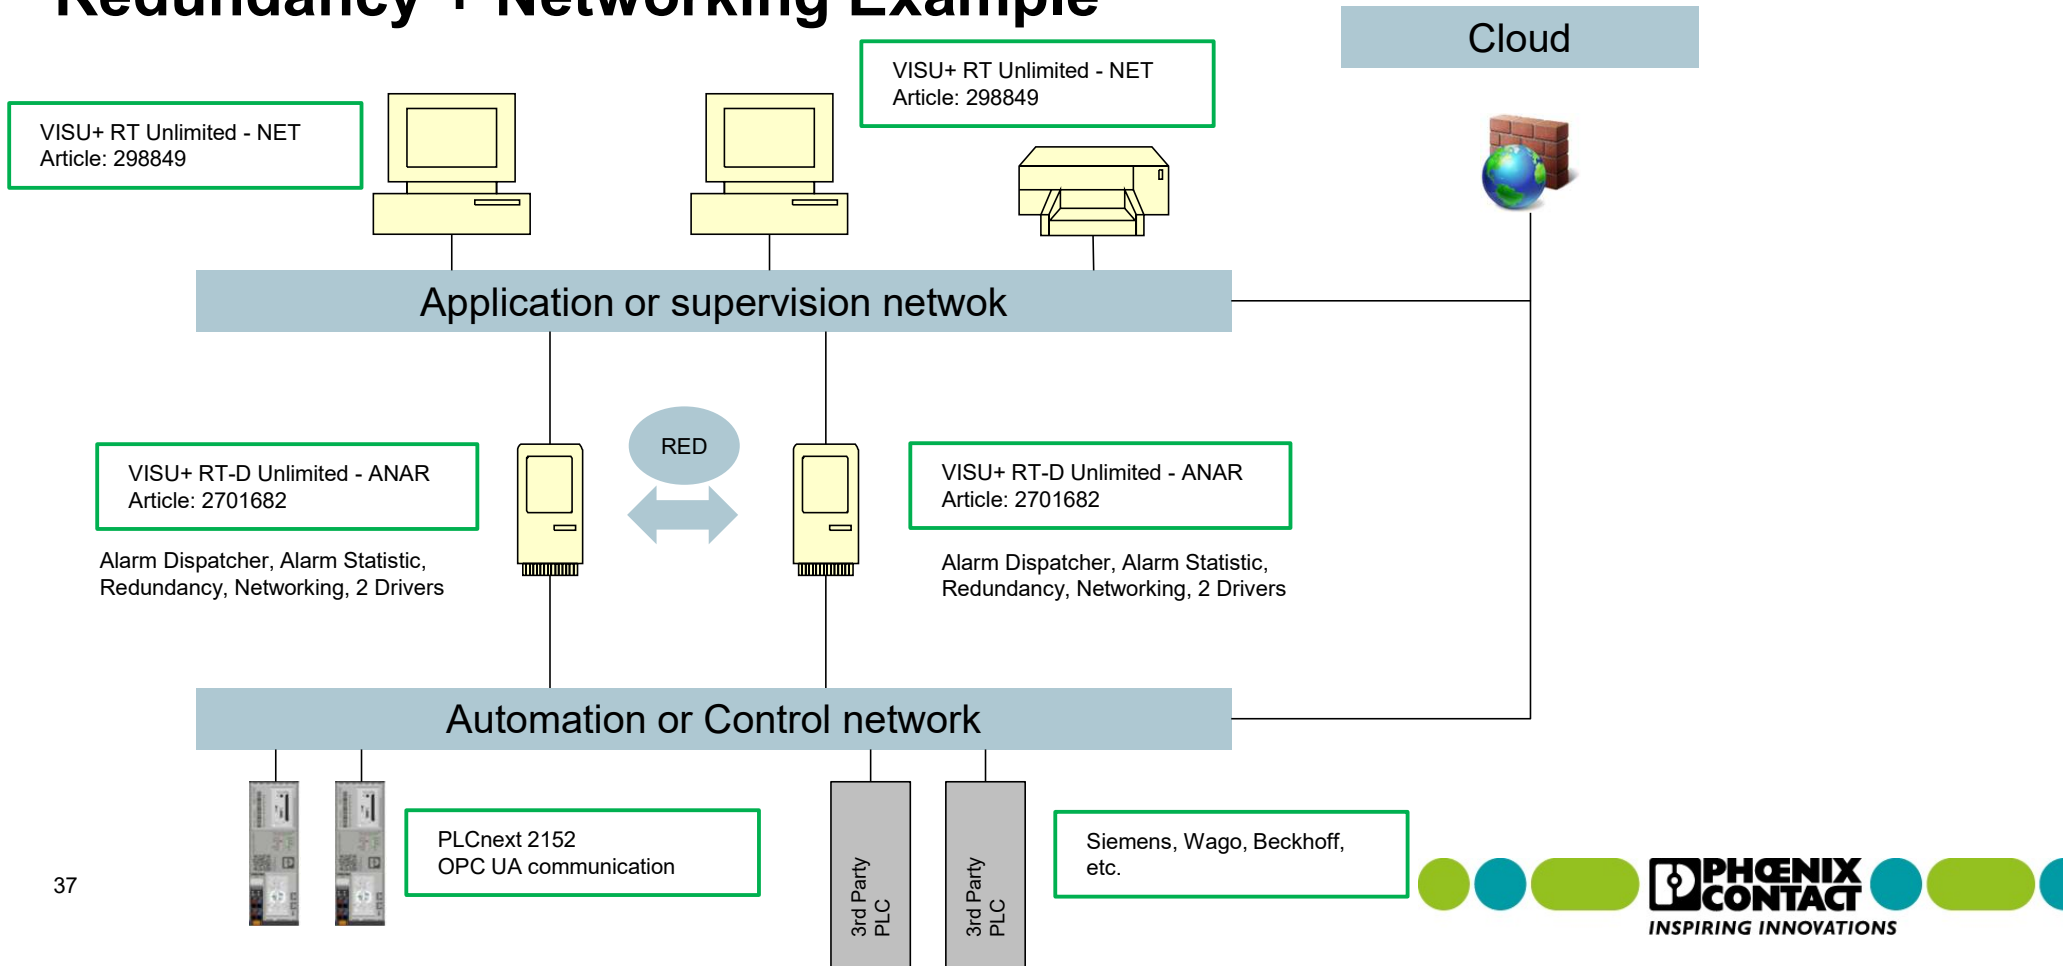 Redundancy + Networking Example
Cloud
VISU+ RT Unlimited - NET
Article: 298849
VISU+ RT Unlimited - NET
Article: 298849
Application or supervision netwok
RED
VISU+ RT-D Unlimited - ANAR
Article: 2701682
VISU+ RT-D Unlimited - ANAR
Article: 2701682
Alarm Dispatcher, Alarm Statistic,
Redundancy, Networking, 2 Drivers
Alarm Dispatcher, Alarm Statistic,
Redundancy, Networking, 2 Drivers
Automation or Control network
PLCnext 2152
OPC UA communication
3rd Party
PLC
3rd Party
PLC
Siemens, Wago, Beckhoff,
etc.
37
PHŒNIX
CONTACT
INSPIRING INNOVATIONS